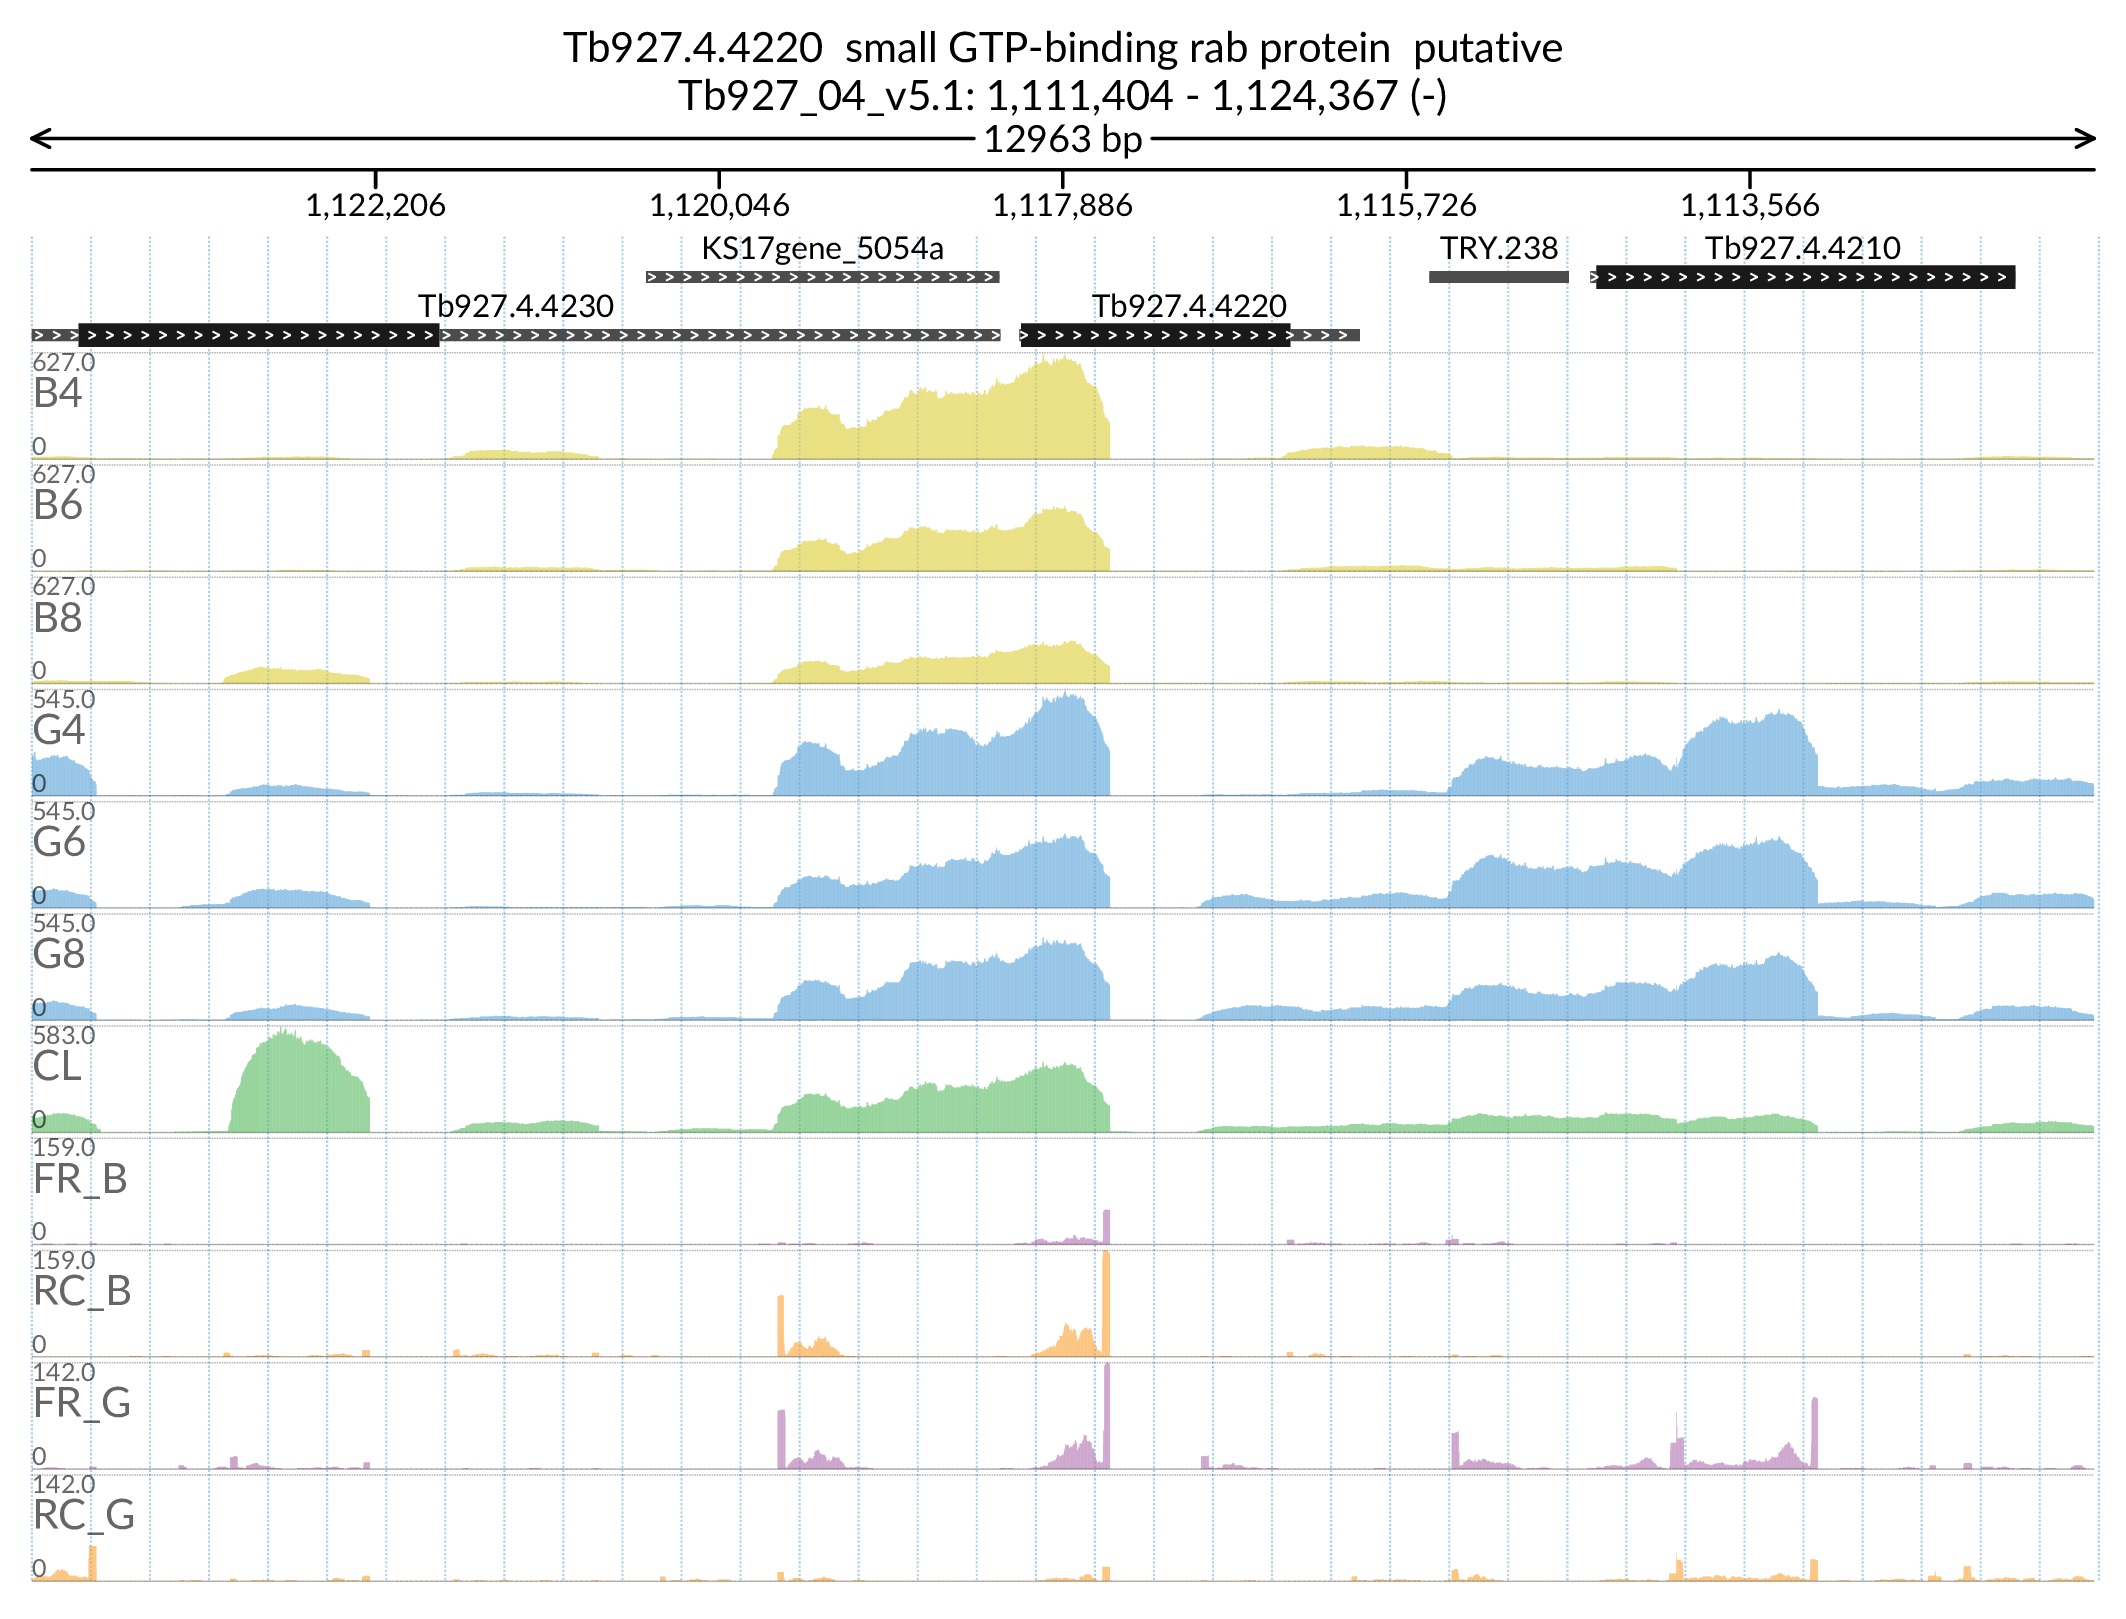 Tb927.4.4220  small GTP-binding rab protein  putative
Tb927_04_v5.1: 1,111,404 - 1,124,367 (-)
12963 bp
1,122,206 1,120,046 1,117,886 1,115,726 1,113,566
KS17gene_5054a TRY.238 Tb927.4.4210
Tb927.4.4230 Tb927.4.4220
627.0
B4
0
627.0
B6
0
627.0
B8
0
545.0
G4
0
545.0
G6
0
545.0
G8
0
583.0
CL
0
159.0
FR_B
0
159.0
RC_B
0
142.0
FR_G
0
142.0
RC_G
0